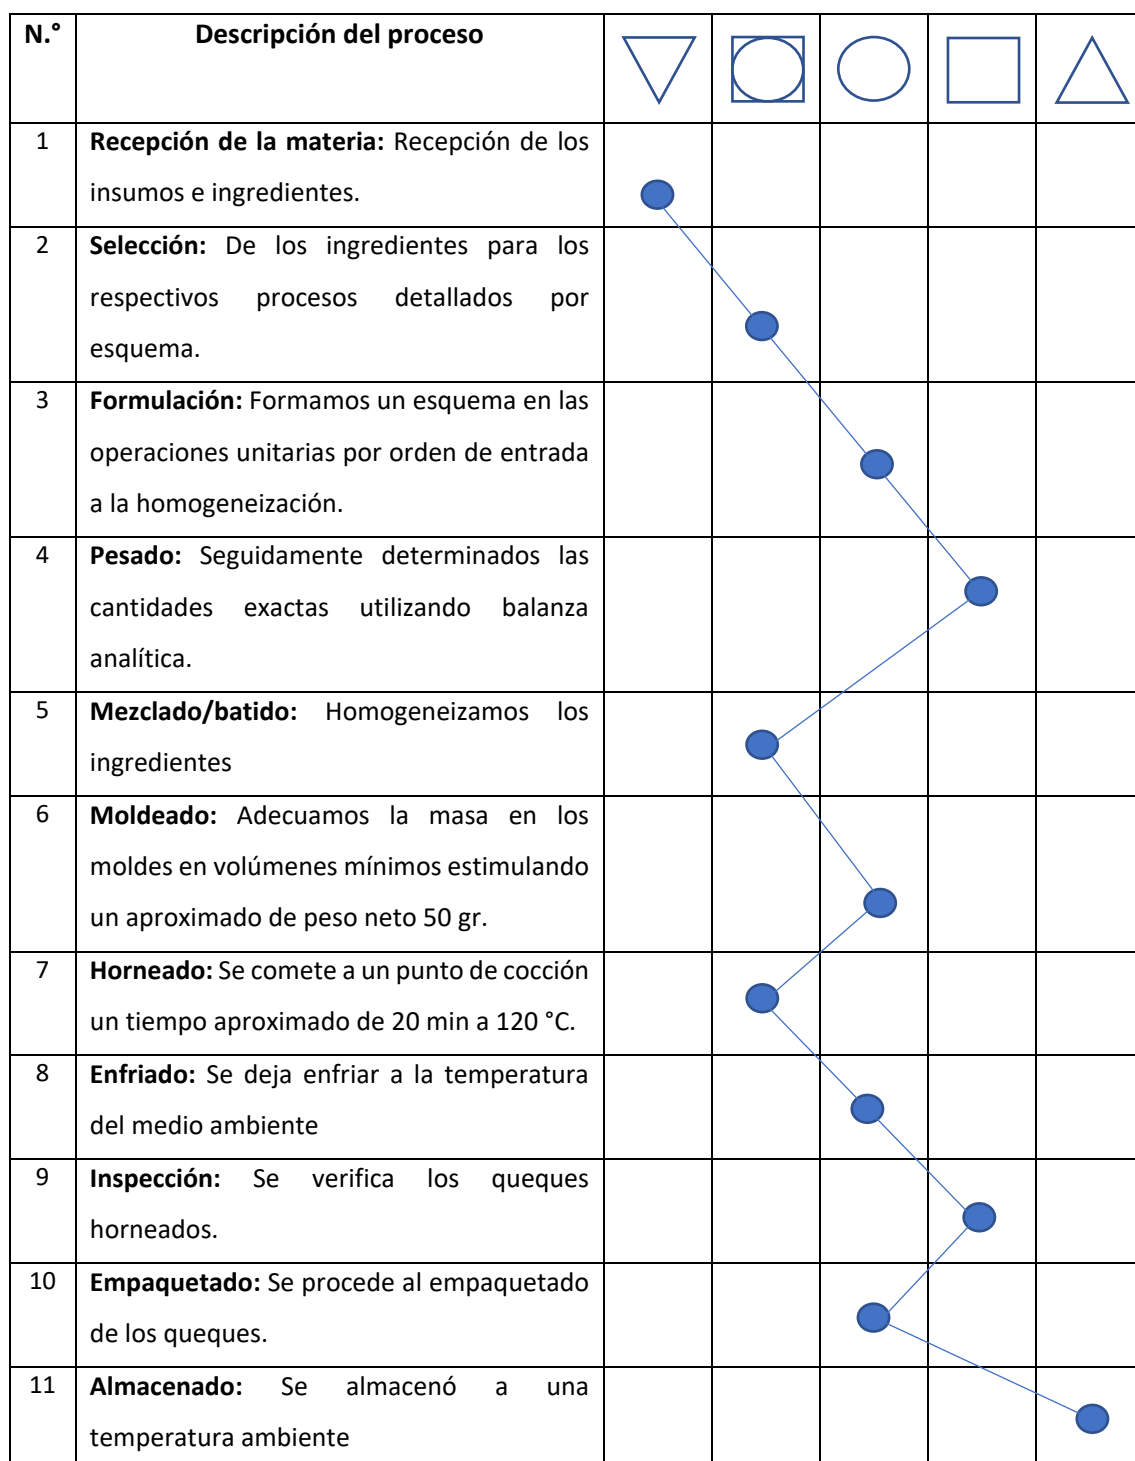 N.° Descripción del proceso
1 Recepción de la materia: Recepción de los
insumos e ingredientes.
2 Selección: De los ingredientes para los
respectivos procesos detallados por
esquema.
3 Formulación: Formamos un esquema en las
operaciones unitarias por orden de entrada
a la homogeneización.
4 Pesado: Seguidamente determinados las
cantidades exactas utilizando balanza
analítica.
5 Mezclado/batido: Homogeneizamos los
ingredientes
6 Moldeado: Adecuamos la masa en los
moldes en volúmenes mínimos estimulando
un aproximado de peso neto 50 gr.
7 Horneado: Se comete a un punto de cocción
un tiempo aproximado de 20 min a 120 °C.
8 Enfriado: Se deja enfriar a la temperatura
del medio ambiente
9 Inspección: Se verifica los queques
horneados.
10 Empaquetado: Se procede al empaquetado
de los queques.
11 Almacenado: Se almacenó a una
temperatura ambiente